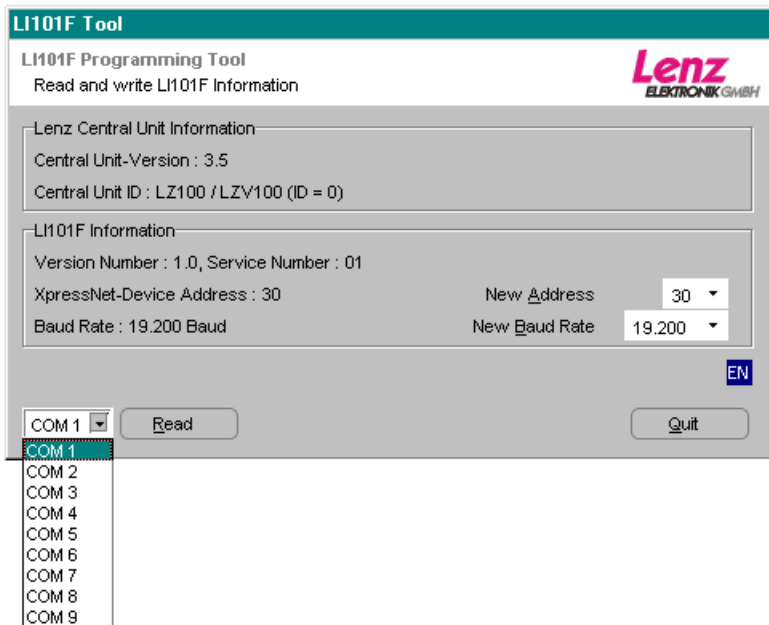 LI101F Tool
LI101F Programming Tool
Read and write LI101F Information
Lenz
ELEKTRONIK GMBH
Lenz Central Unit Information
Central Unit-Version : 3.5
Central Unit ID : LZ100 / LZV100 (ID = 0)
LI101F Information
Version Number : 1.0, Service Number : 01
XpressNet-Device Address : 30 New Address 30
Baud Rate : 19.200 Baud New Baud Rate 19.200
EN
COM 1 Read Quit
COM 1
COM 2
COM 3
COM 4
COM 5
COM 6
COM 7
COM 8
COM 9